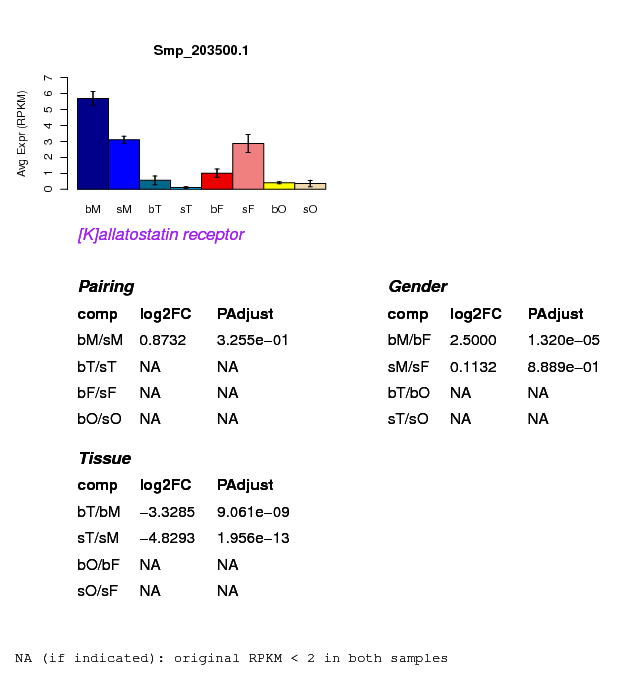 Smp_203500.1
Avg Expr (RPKM)
0 1 2 3 4 5 6 7
bM sM bT sT bF sF bO sO
[K]allatostatin receptor
Pairing
comp log2FC PAdjust
bM/sM 0.8732 3.255e−01
bT/sT NA NA
bF/sF NA NA
bO/sO NA NA
Gender
comp log2FC PAdjust
bM/bF 2.5000 1.320e−05
sM/sF 0.1132 8.889e−01
bT/bO NA NA
sT/sO NA NA
Tissue
comp log2FC PAdjust
bT/bM −3.3285 9.061e−09
sT/sM −4.8293 1.956e−13
bO/bF NA NA
sO/sF NA NA
NA (if indicated): original RPKM < 2 in both samples